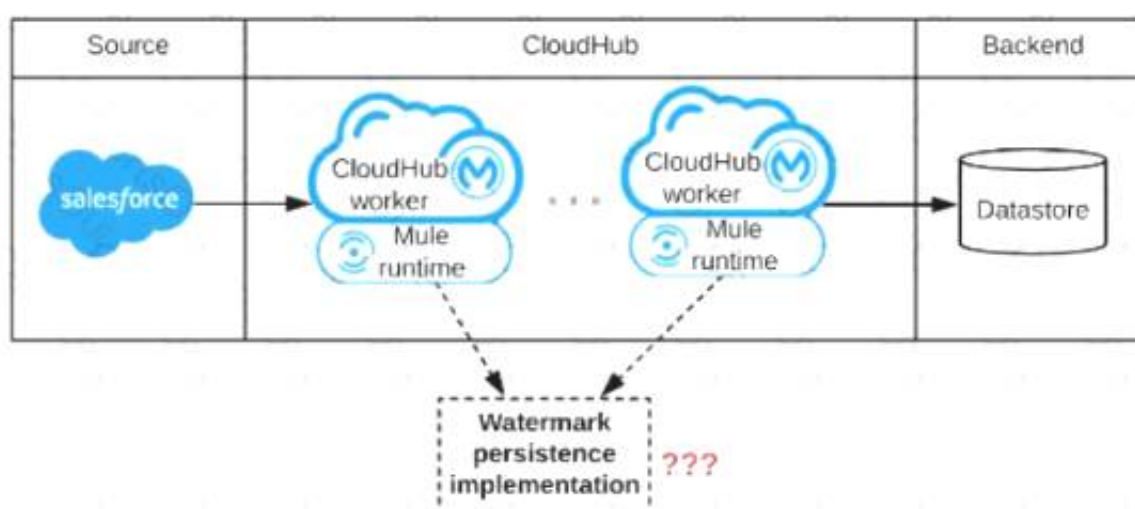 Source
CloudHub
Backend
salesforce
CloudHub
worker
Mule
runtime
CloudHub
worker
Mule
runtime
Datastore
Watermark
persistence
implementation
???